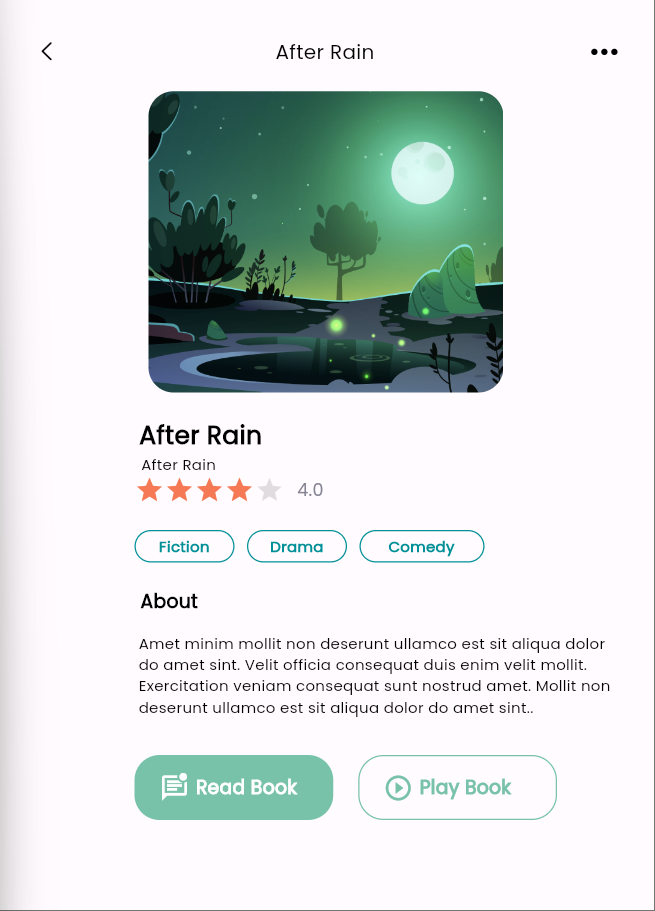 After Rain
After Rain
After Rain
4.0
Fiction Drama Comedy
About
Amet minim mollit non deserunt ullamco est sit aliqua dolor
do amet sint. Velit officia consequat duis enim velit mollit.
Exercitation veniam consequat sunt nostrud amet. Mollit non
deserunt ullamco est sit aliqua dolor do amet sint..
Read Book Play Book